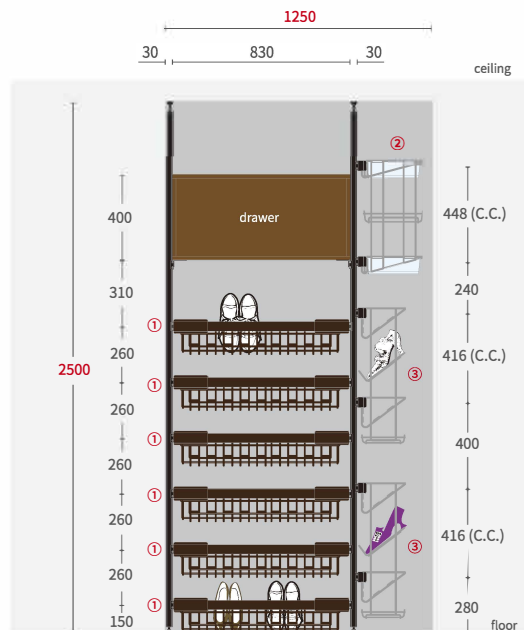 1250
30 830 30
ceiling
②
400 drawer 448 (C.C.)
310 240
①
260 416 (C.C.)
2500 ③
①
260
① 400
260
①
260 416 (C.C.)
① ③
260
① 280
150
floor